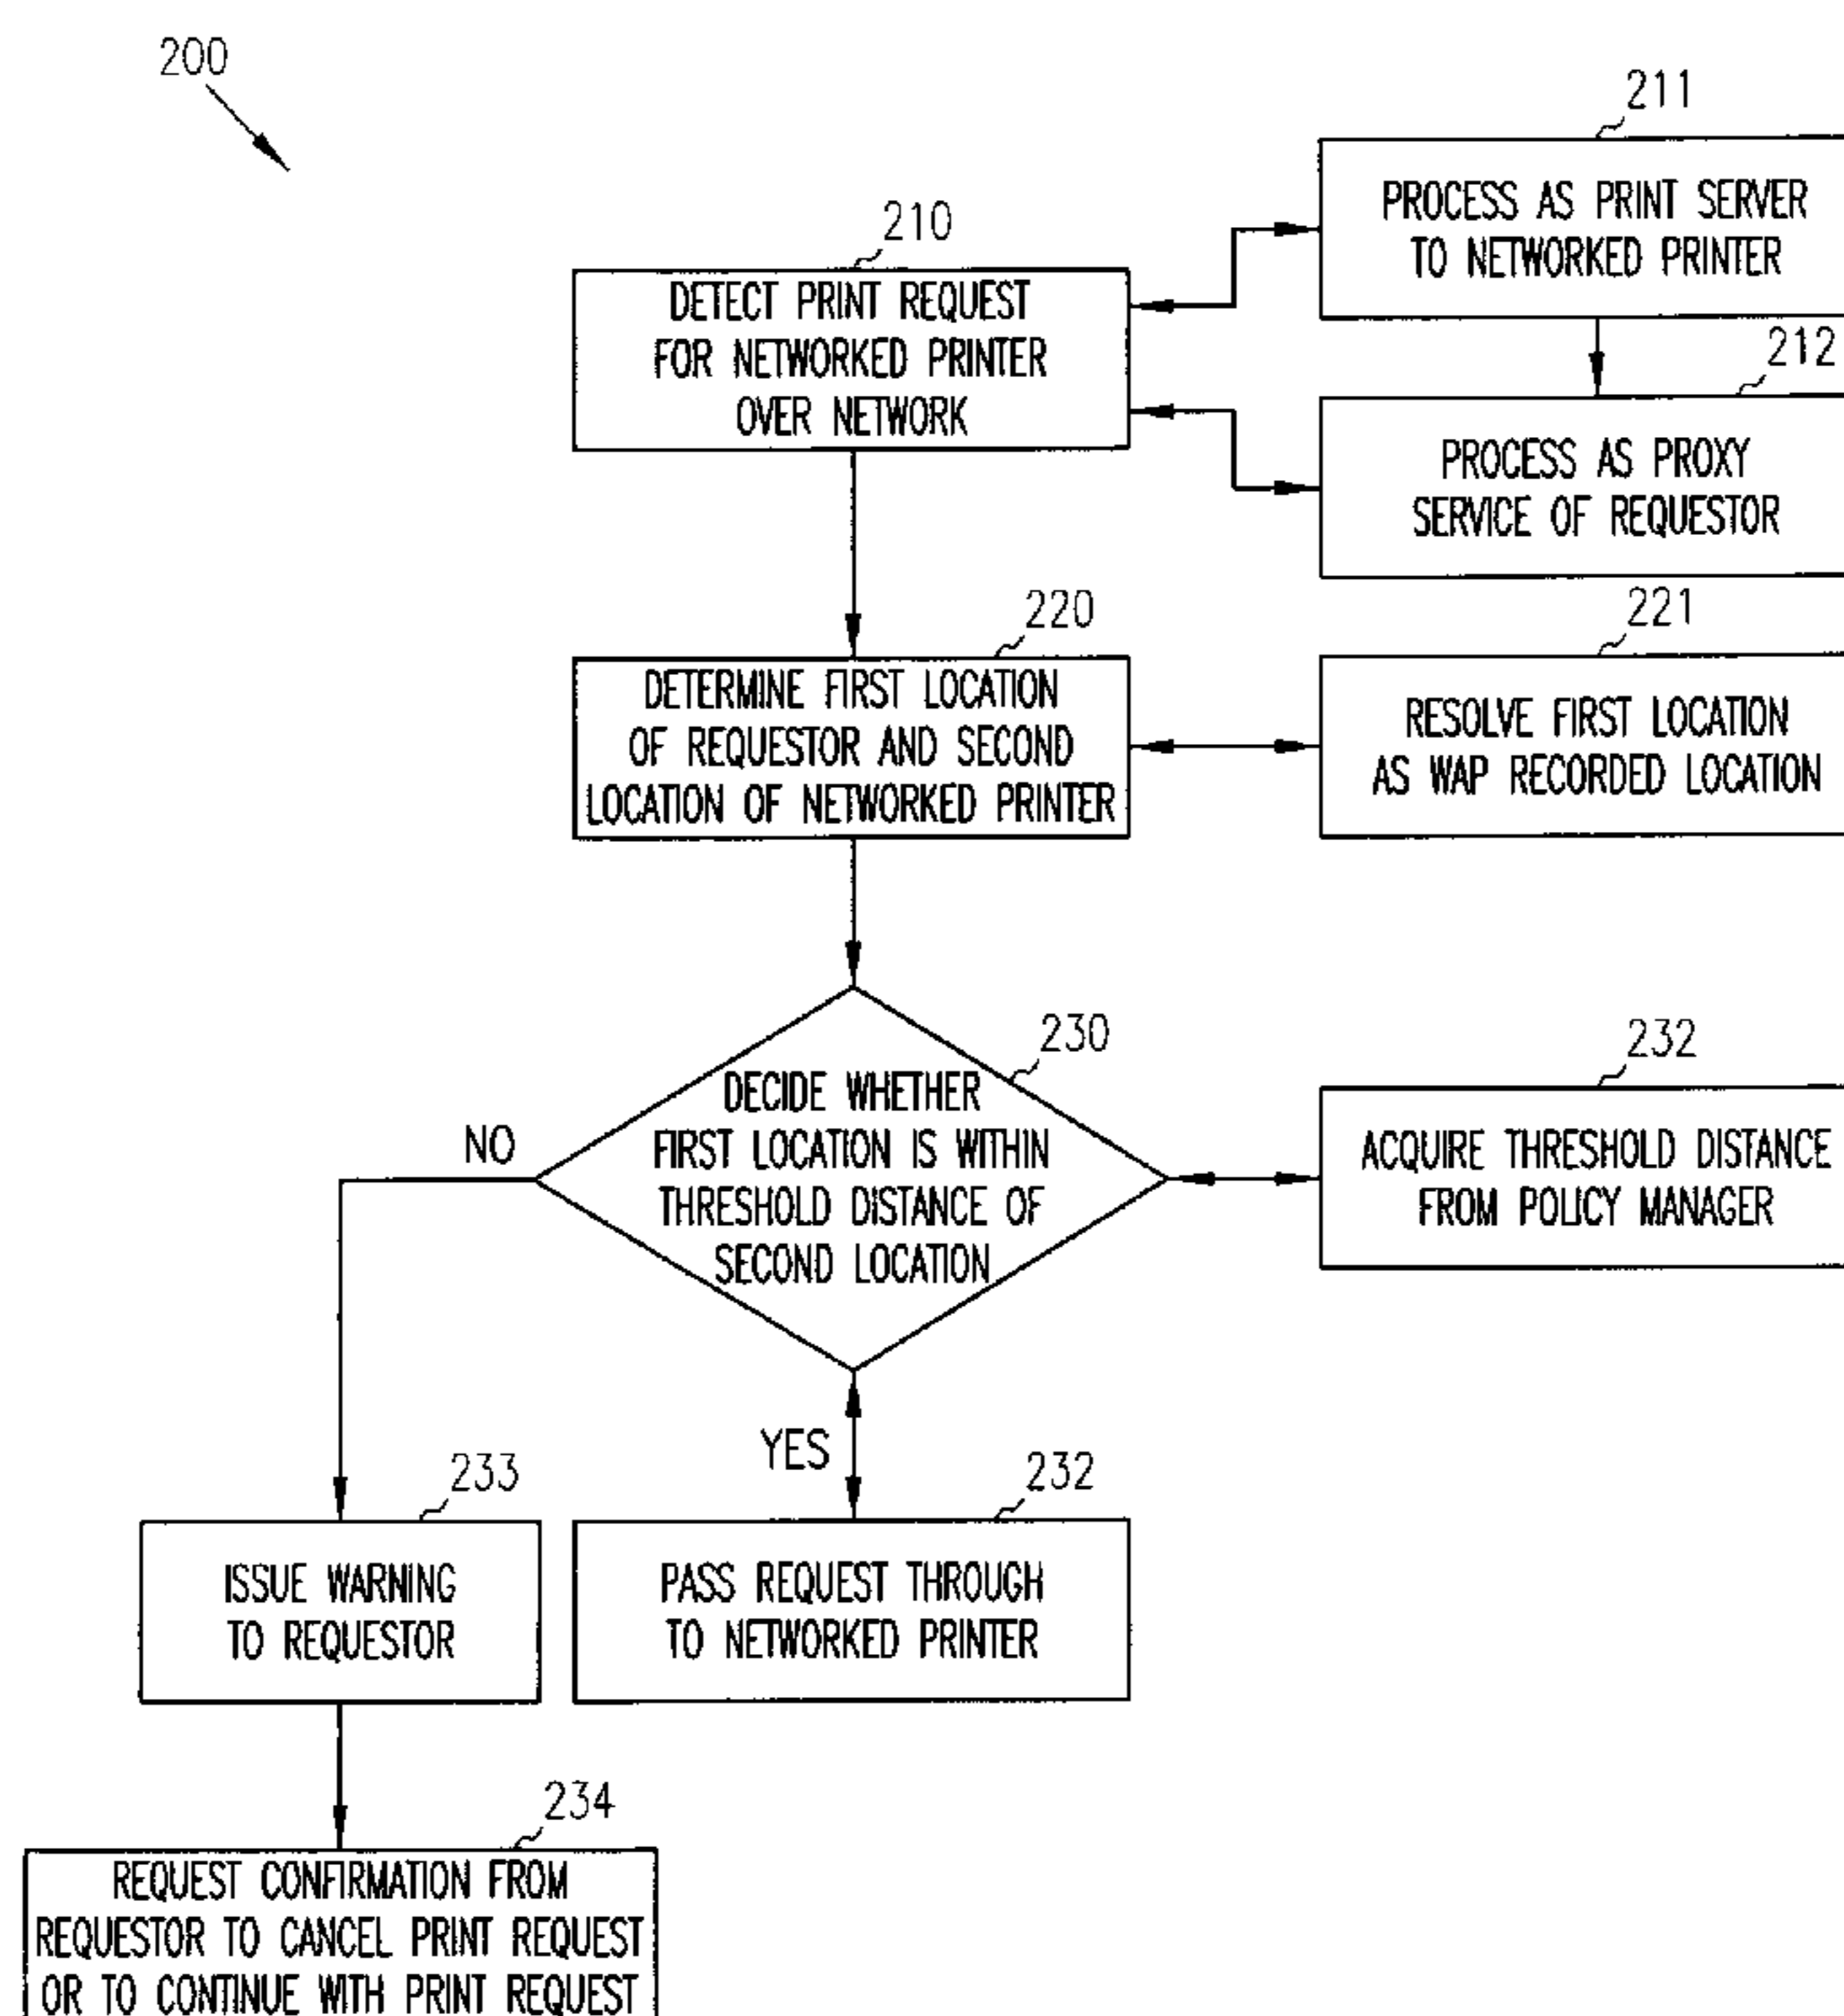 200
211
PROCESS AS PRINT SERVER
TO NETWORKED PRINTER
210
DETECT PRINT REQUEST
FOR NETWORKED PRINTER
OVER NETWORK
212
PROCESS AS PROXY
SERVICE OF REQUESTOR
220
DETERMINE FIRST LOCATION
OF REQUESTOR AND SECOND
LOCATION OF NETWORKED PRINTER
221
RESOLVE FIRST LOCATION
AS WAP RECORDED LOCATION
230
DECIDE WHETHER
FIRST LOCATION IS WITHIN
THRESHOLD DISTANCE OF
SECOND LOCATION
232
ACQUIRE THRESHOLD DISTANCE
FROM POLICY MANAGER
NO
YES
233
ISSUE WARNING
TO REQUESTOR
232
PASS REQUEST THROUGH
TO NETWORKED PRINTER
234
REQUEST CONFIRMATION FROM
REQUESTOR TO CANCEL PRINT REQUEST
OR TO CONTINUE WITH PRINT REQUEST